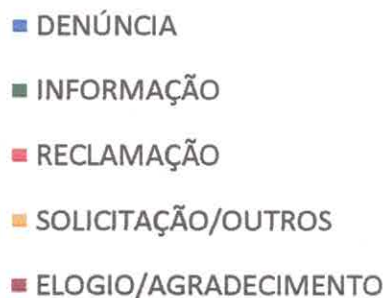 DENÚNCIA
INFORMAÇÃO
RECLAMAÇÃO
SOLICITAÇÃO/OUTROS
ELOGIO/AGRADECIMENTO